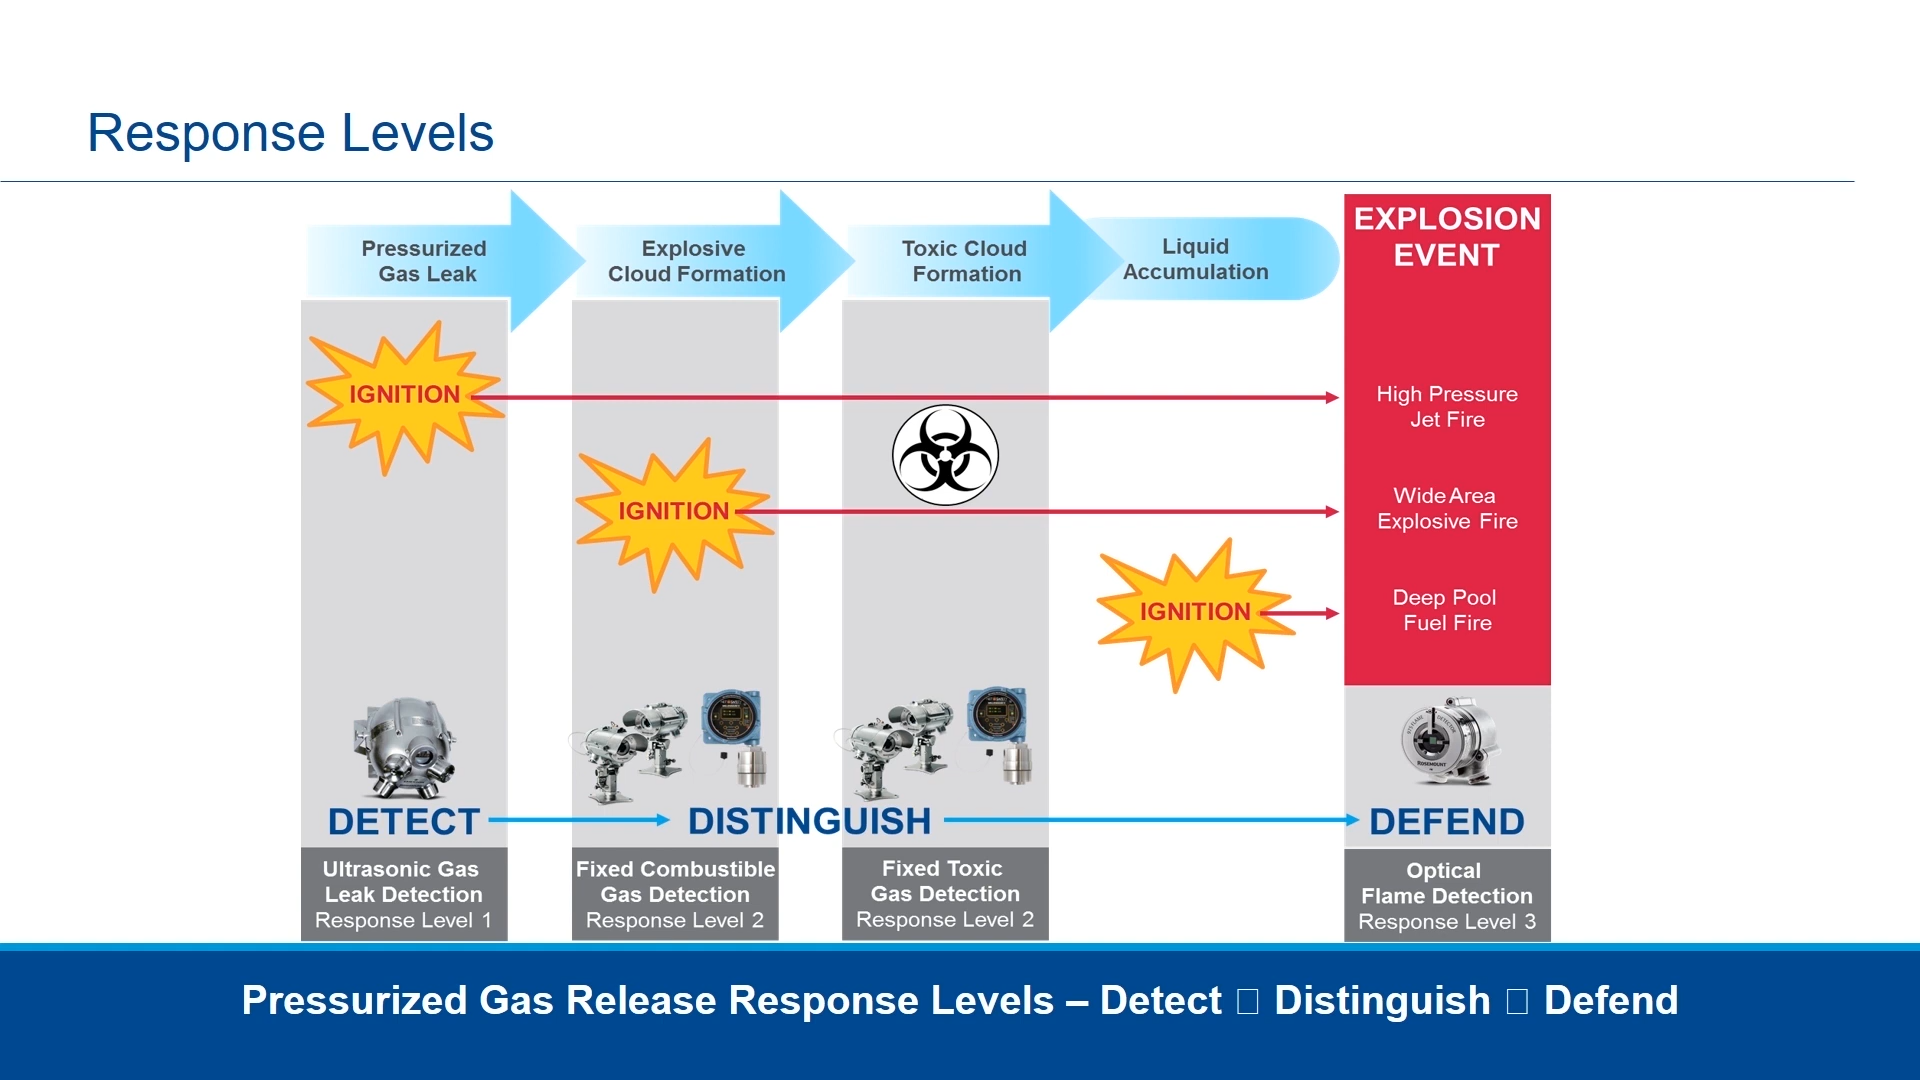 Response Levels
Pressurized
Gas Leak
Explosive
Cloud Formation
Toxic Cloud
Formation
Liquid
Accumulation
EXPLOSION
EVENT
IGNITION
High Pressure
Jet Fire
IGNITION
Wide Area
Explosive Fire
IGNITION
Deep Pool
Fuel Fire
ROSEMOUNT
DETECT
DISTINGUISH
DEFEND
Ultrasonic Gas
Leak Detection
Response Level 1
Fixed Combustible
Gas Detection
Response Level 2
Fixed Toxic
Gas Detection
Response Level 2
Optical
Flame Detection
Response Level 3
Pressurized Gas Release Response Levels – Detect □ Distinguish □ Defend